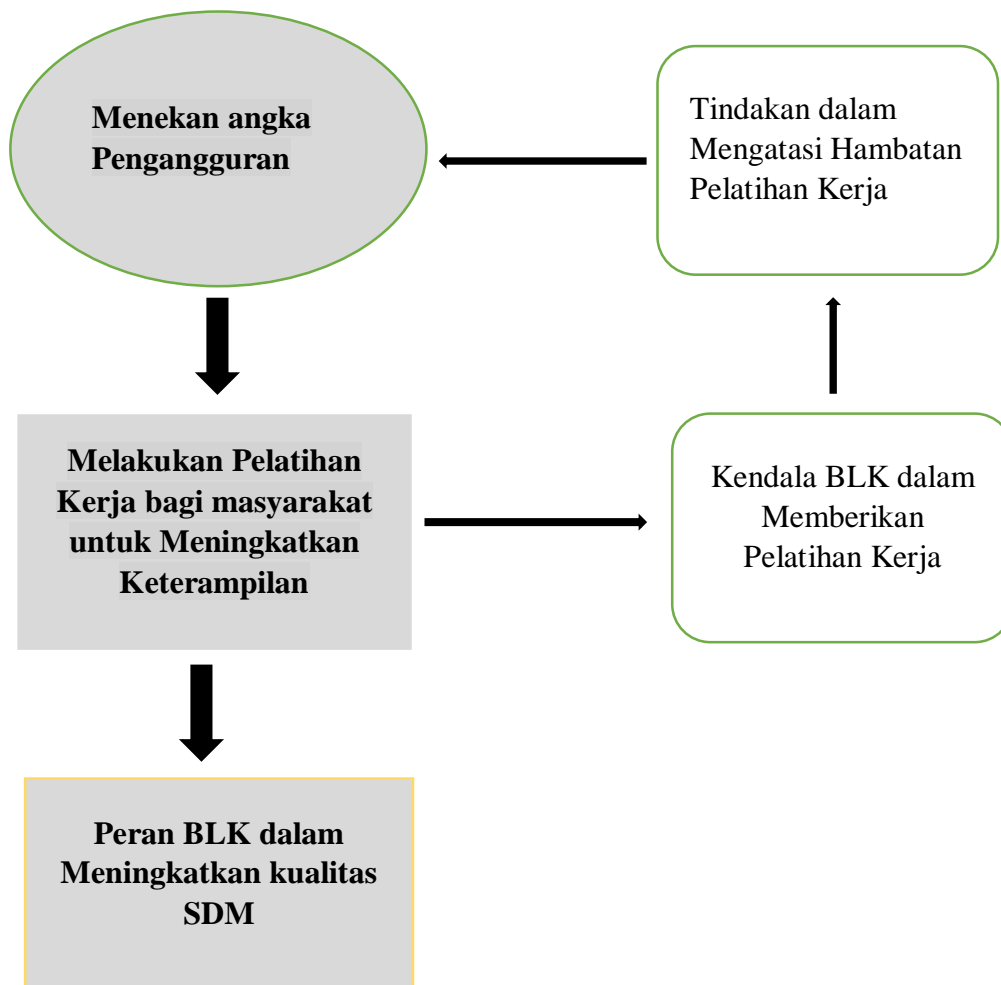 Menekan angka
Pengangguran
Tindakan dalam
Mengatasi Hambatan
Pelatihan Kerja
Melakukan Pelatihan
Kerja bagi masyarakat
untuk Meningkatkan
Keterampilan
Kendala BLK dalam
Memberikan
Pelatihan Kerja
Peran BLK dalam
Meningkatkan kualitas
SDM